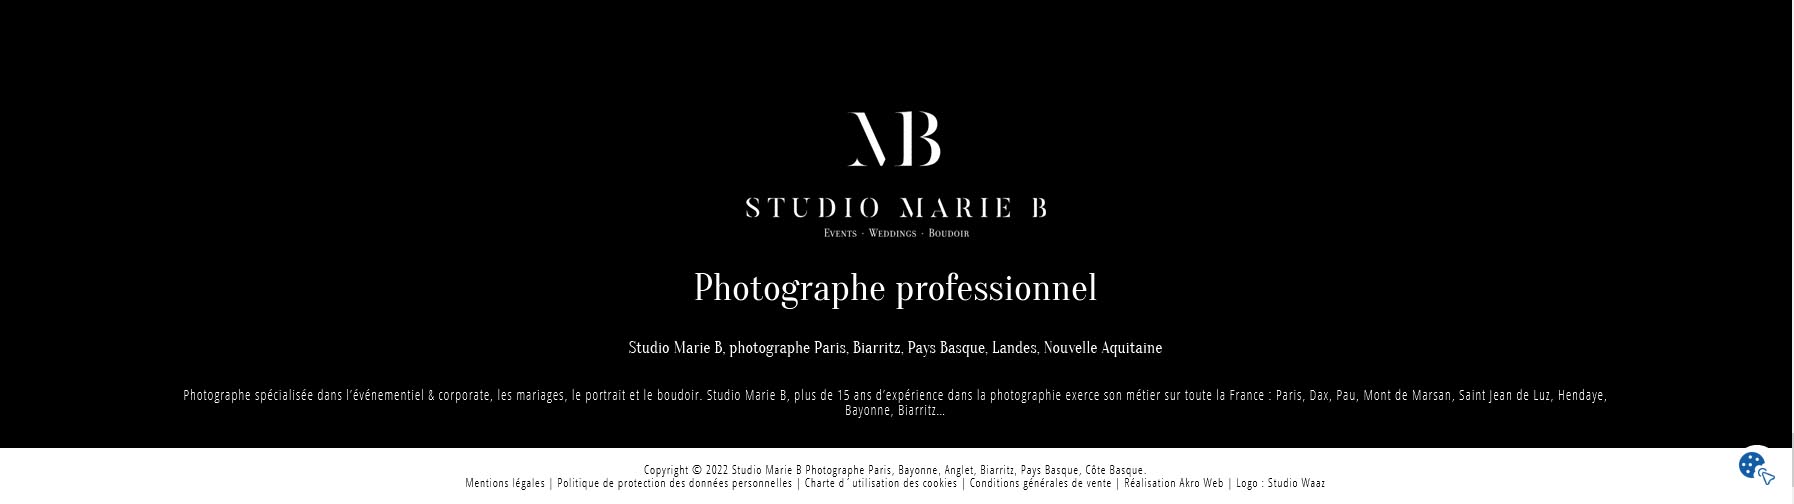 MB
STUDIO MARIE B
Events · Weddings · Boudoir
Photographe professionnel
Studio Marie B, photographe Paris, Biarritz, Pays Basque, Landes, Nouvelle Aquitaine
Photographe spécialisée dans l’événementiel & corporate, les mariages, le portrait et le boudoir. Studio Marie B, plus de 15 ans d’expérience dans la photographie exerce son métier sur toute la France : Paris, Dax, Pau, Mont de Marsan, Saint Jean de Luz, Hendaye,
Bayonne, Biarritz…
Copyright © 2022 Studio Marie B Photographe Paris, Bayonne, Anglet, Biarritz, Pays Basque, Côte Basque.
Mentions légales | Politique de protection des données personnelles | Charte d´utilisation des cookies | Conditions générales de vente | Réalisation Akro Web | Logo : Studio Waaz